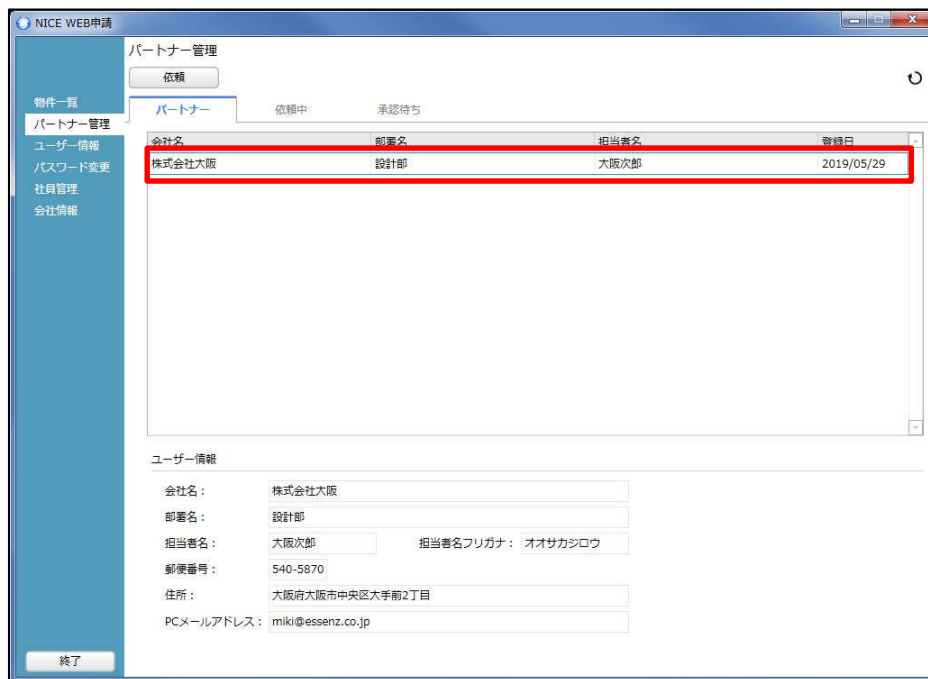 NICE WEB申請
パートナー管理
依頼
物件一覧
パートナー管理
ユーザー情報
パスワード変更
社員管理
会社情報
パートナー 依頼中 承認待ち
会社名 部署名 担当者名 登録日
株式会社大阪 設計部 大阪次郎 2019/05/29
ユーザー情報
会社名： 株式会社大阪
部署名： 設計部
担当者名： 大阪次郎 担当者名フリガナ： オオサカジロウ
郵便番号： 540-5870
住所： 大阪府大阪市中央区大手前2丁目
PCメールアドレス： miki@essenz.co.jp
終了